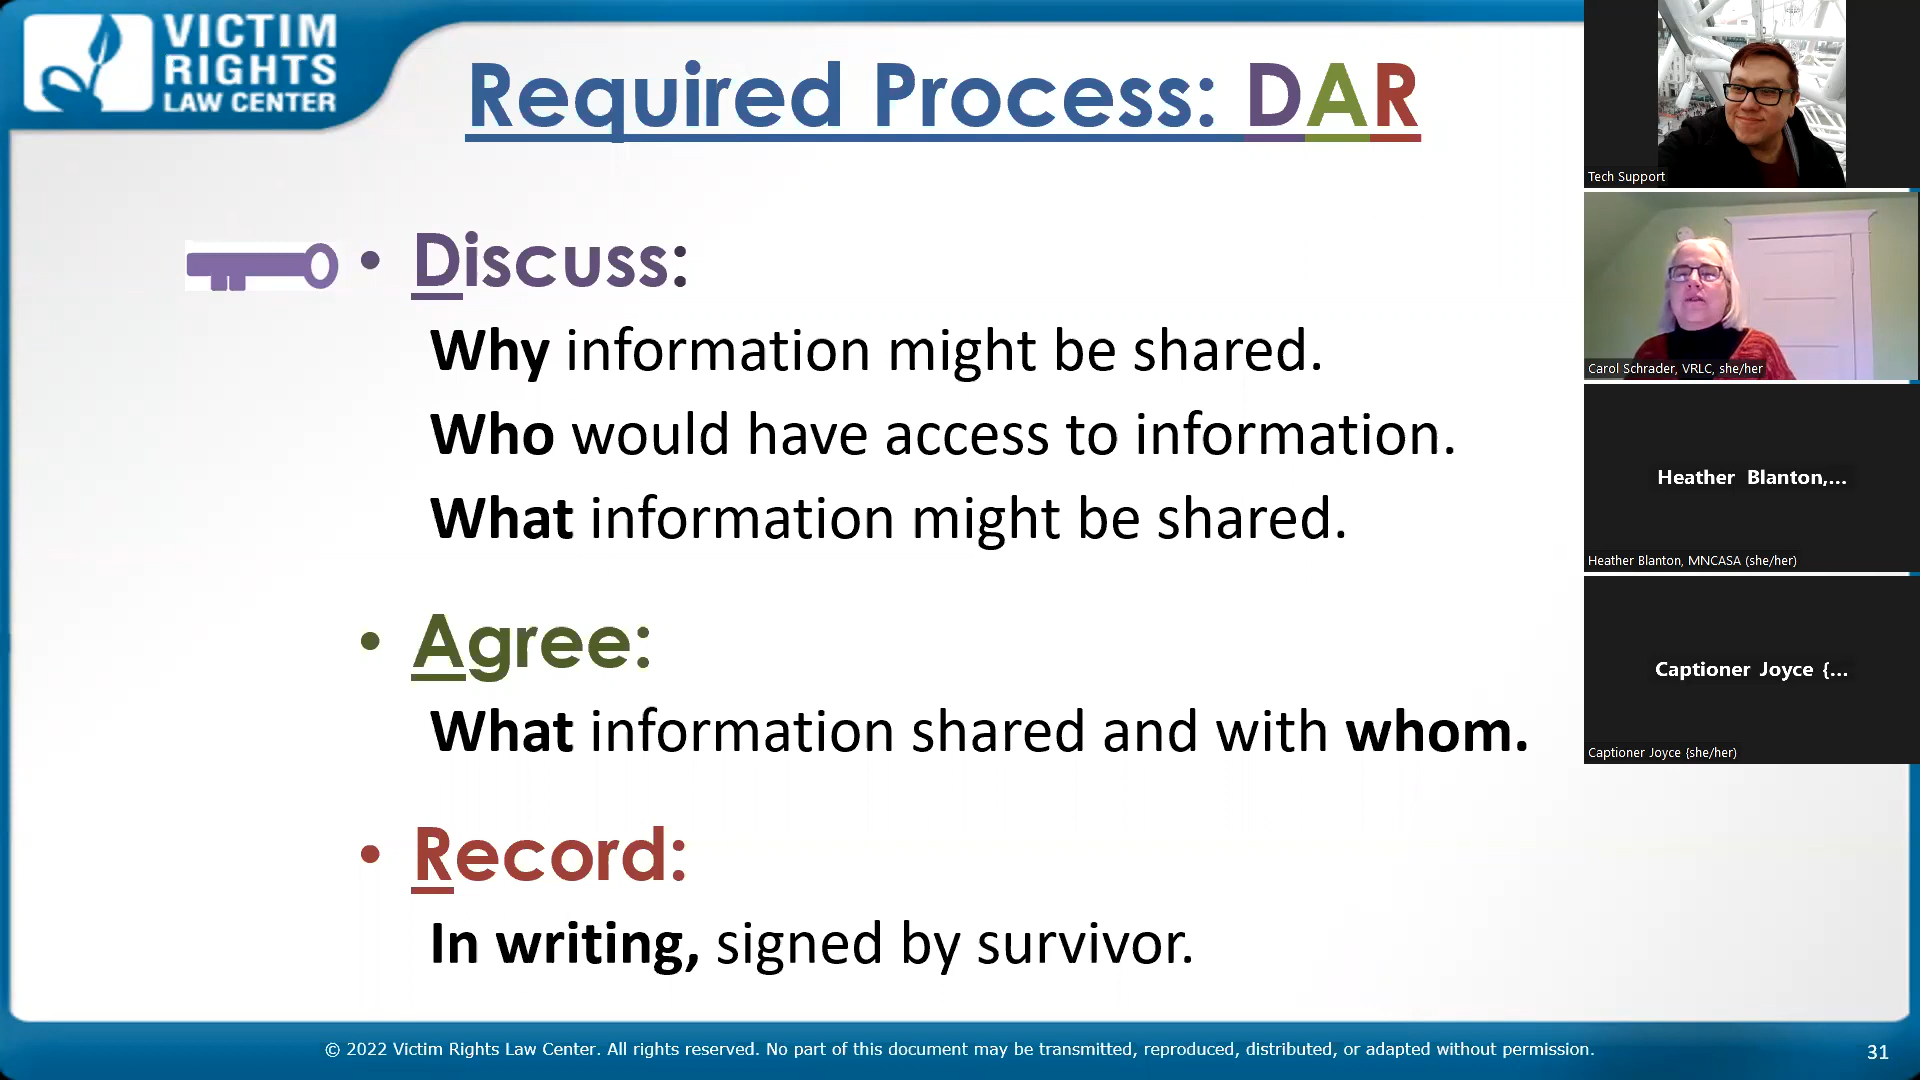 VICTIM
RIGHTS
LAW CENTER
Required Process: DAR
• Discuss:
Why information might be shared.
Who would have access to information.
What information might be shared.
• Agree:
What information shared and with whom.
• Record:
In writing, signed by survivor.
© 2022 Victim Rights Law Center. All rights reserved. No part of this document may be transmitted, reproduced, distributed, or adapted without permission.
31
Tech Support
Carol Schrader, VRLC, she/her
Heather Blanton,...
Heather Blanton, MNCASA (she/her)
Captioner Joyce {...
Captioner Joyce {she/her)